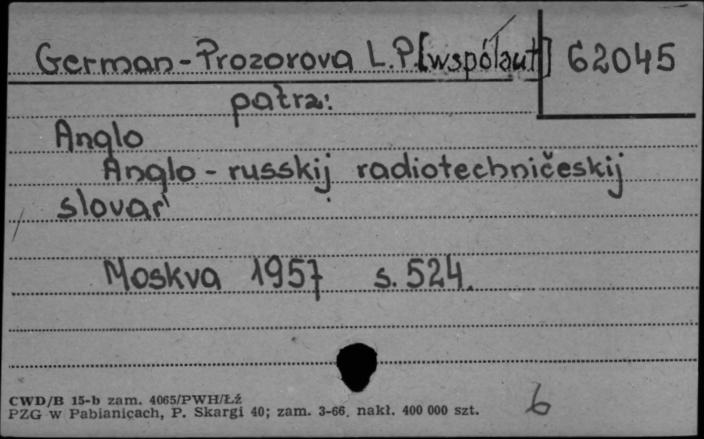 German-Prozorova L.P. [współaut] 62045
patrz:
Anglo
Anglo-russkij radiotechničeskij
slovar'
Moskva 1957 s. 524.
CWD/B 15-b zam. 4065/PWH/Łź
PZG w Pabianicach, P. Skargi 40; zam. 3-66. nakł. 400 000 szt.
6